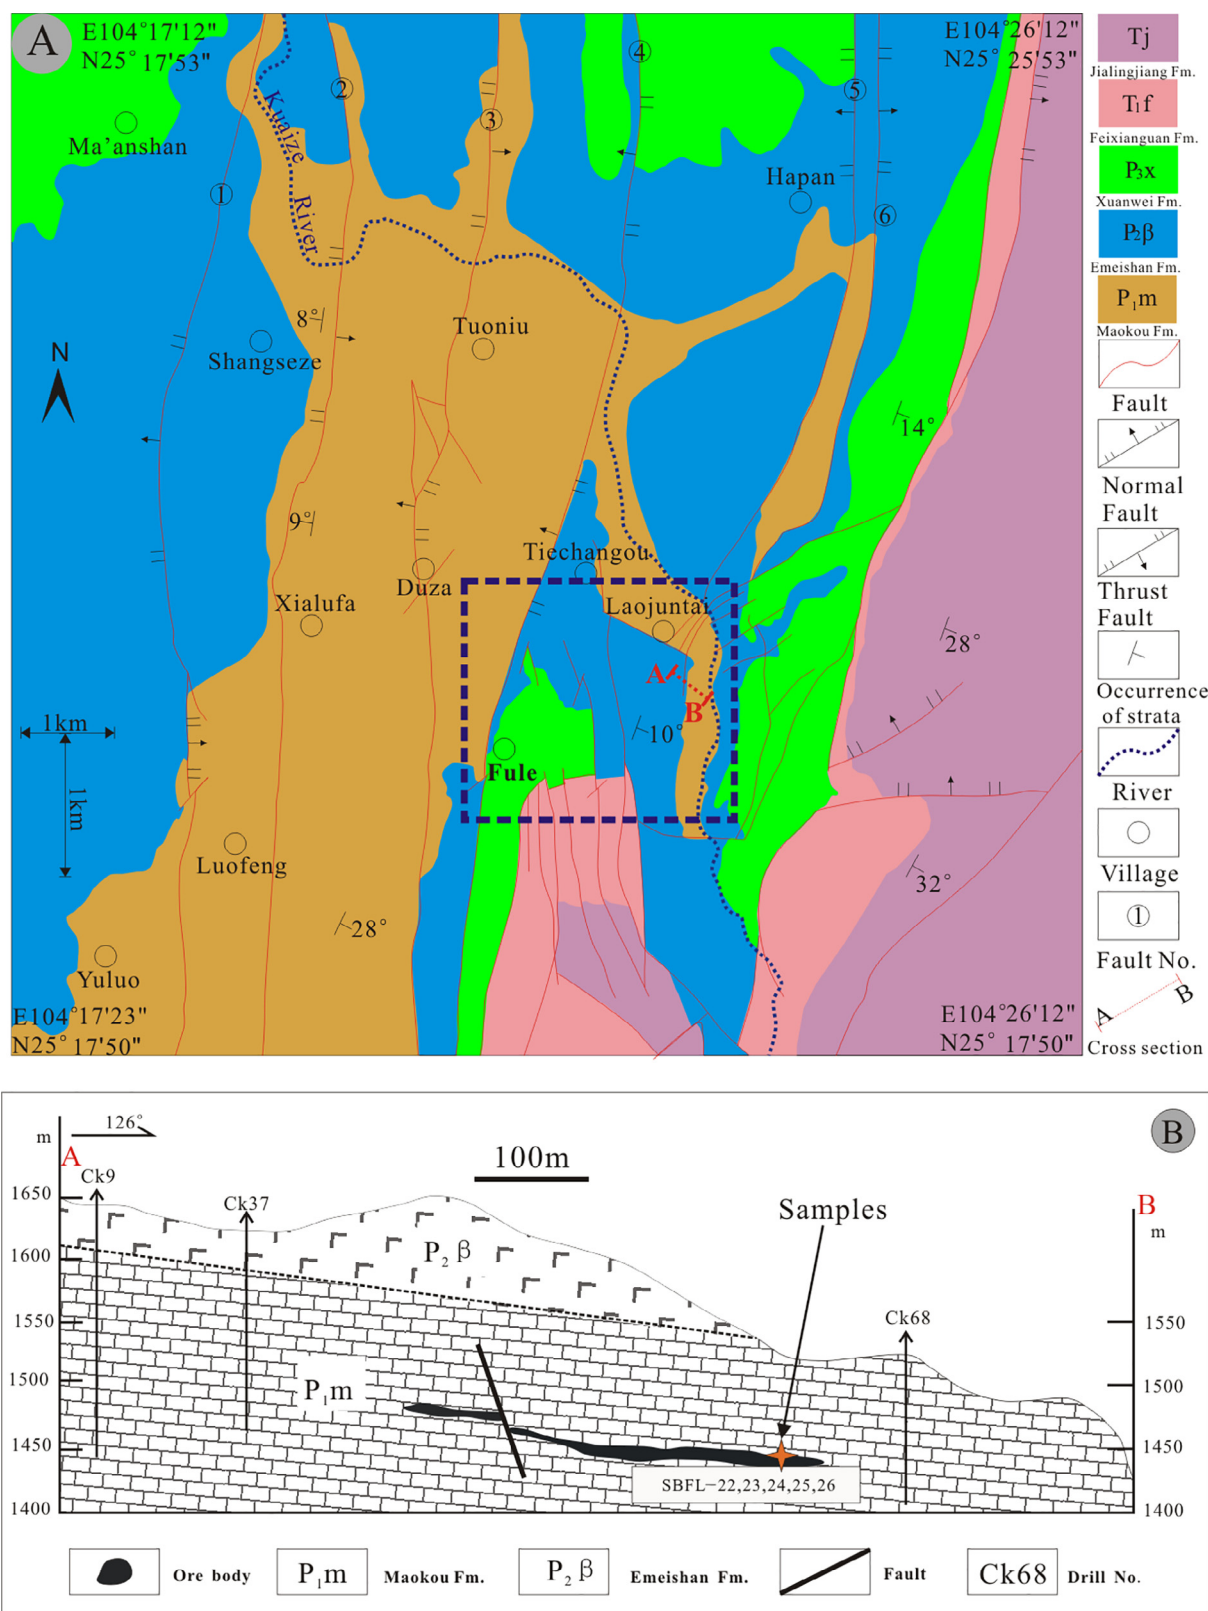 A
E104°17'12"
N25° 17'53"
E104°26'12"
N25° 25'53"
Ma'anshan
Kuaize
River
①
②
③
④
⑤
⑥
Hapan
8°
Shangseze
Tuoniu
N
14°
9°
Tiechangou
Duza
Xialufa
Laojuntai
28°
A
B
10°
1km
1km
Fule
Luofeng
32°
28°
Yuluo
E104°17'23"
N25° 17'50"
E104°26'12"
N25° 17'50"
Tj
Jialingjiang Fm.
T1f
Feixianguan Fm.
P3x
Xuanwei Fm.
P2β
Emeishan Fm.
P1m
Maokou Fm.
Fault
Normal
Fault
Thrust
Fault
Occurrence
of strata
River
Village
①
Fault No.
A
B
Cross section
B
126°
m
A
100m
Ck9
Ck37
Samples
B
m
1650
1600
1550
1500
1450
1400
P2 β
Ck68
1550
1500
1450
1400
P1m
SBFL−22,23,24,25,26
Ore body
P1m
Maokou Fm.
P2 β
Emeishan Fm.
Fault
Ck68
Drill No.